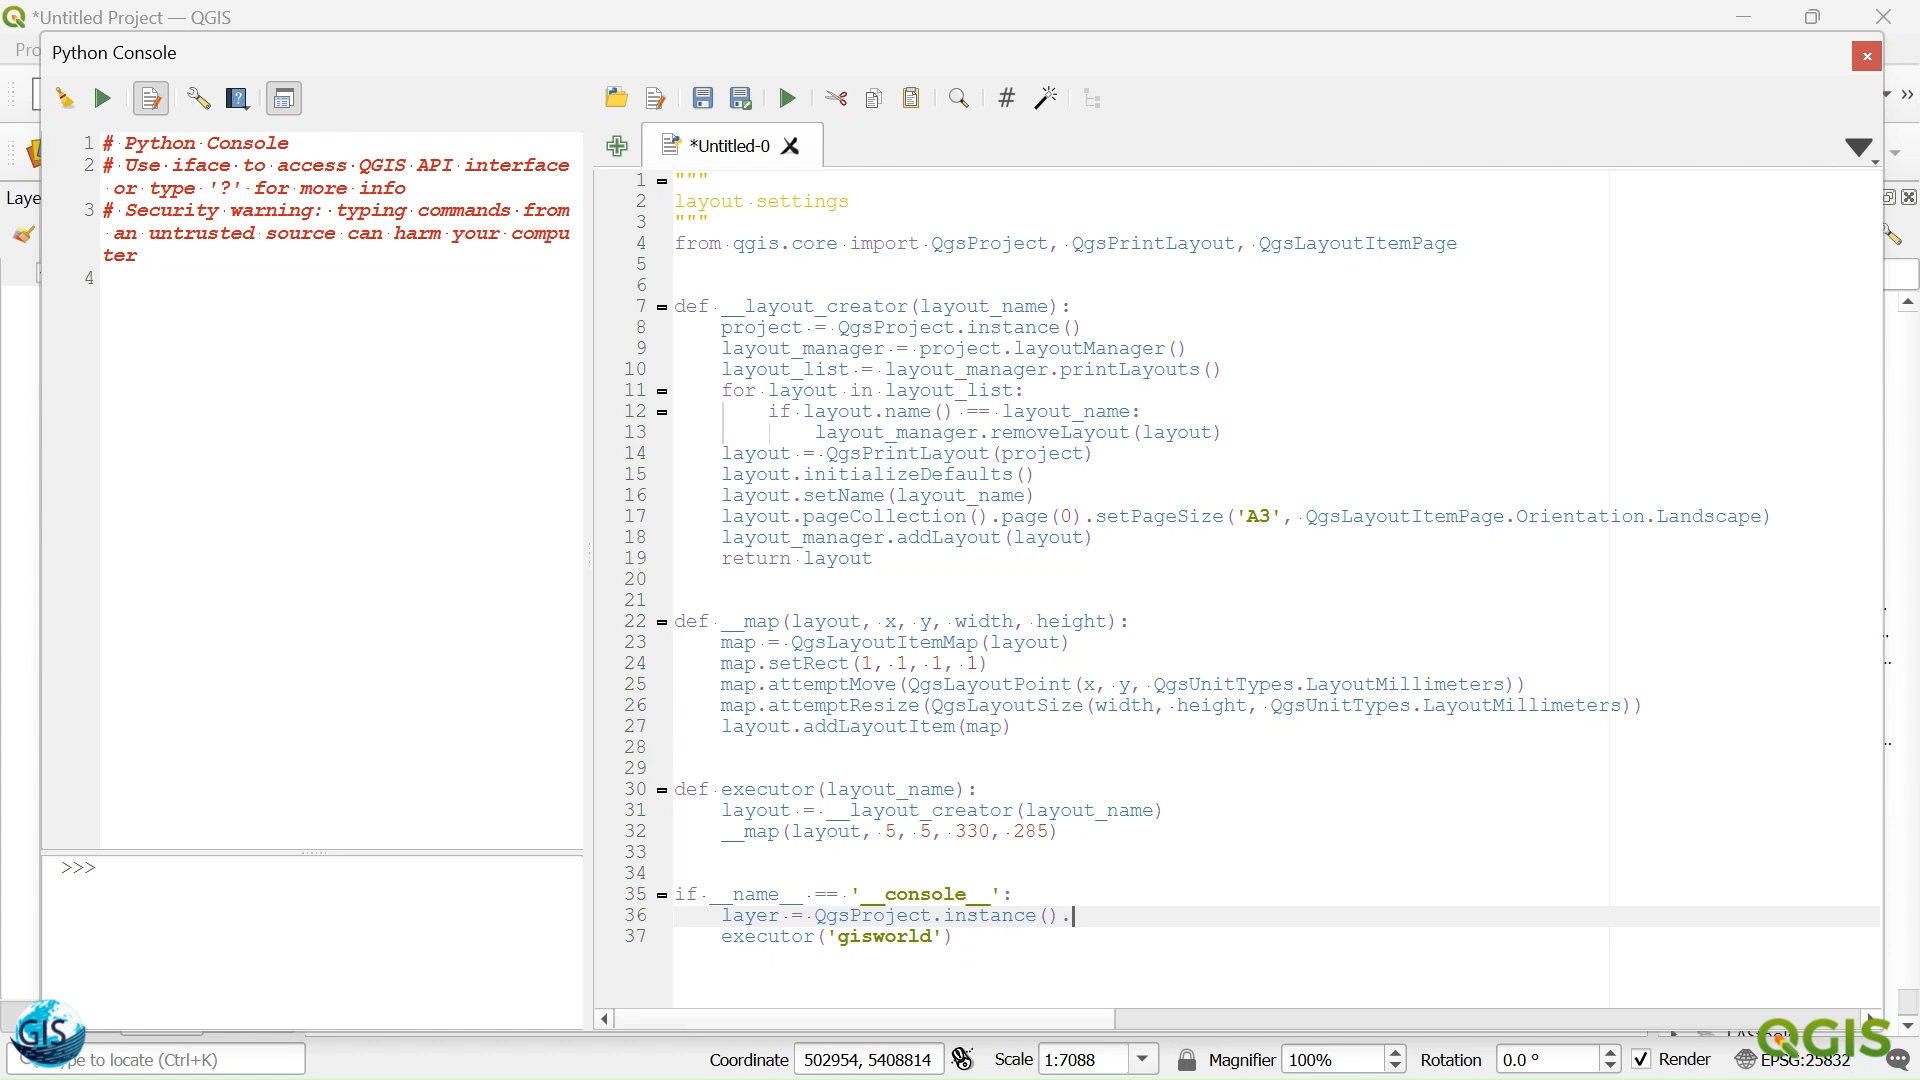 *Untitled Project — QGIS
Pro
Python Console
*Untitled-0
Laye
1 # Python Console
2 # Use iface to access QGIS API interface
or type '?' for more info
3 # Security warning: typing commands from
an untrusted source can harm your compu
ter
4
>>>
1 """
2 layout settings
3 """
4 from qgis.core import QgsProject, QgsPrintLayout, QgsLayoutItemPage
5
6
7 def __layout_creator(layout_name):
8 project = QgsProject.instance()
9 layout_manager = project.layoutManager()
10 layout_list = layout_manager.printLayouts()
11 for layout in layout_list:
12 if layout.name() == layout_name:
13 layout_manager.removeLayout(layout)
14 layout = QgsPrintLayout(project)
15 layout.initializeDefaults()
16 layout.setName(layout_name)
17 layout.pageCollection().page(0).setPageSize('A3', QgsLayoutItemPage.Orientation.Landscape)
18 layout_manager.addLayout(layout)
19 return layout
20
21
22 def __map(layout, x, y, width, height):
23 map = QgsLayoutItemMap(layout)
24 map.setRect(1, 1, 1, 1)
25 map.attemptMove(QgsLayoutPoint(x, y, QgsUnitTypes.LayoutMillimeters))
26 map.attemptResize(QgsLayoutSize(width, height, QgsUnitTypes.LayoutMillimeters))
27 layout.addLayoutItem(map)
28
29
30 def executor(layout_name):
31 layout = __layout_creator(layout_name)
32 __map(layout, 5, 5, 330, 285)
33
34
35 if __name__ == '__console__':
36 layer = QgsProject.instance().
37 executor('gisworld')
GIS
QGIS
pe to locate (Ctrl+K)
Coordinate 502954, 5408814 Scale 1:7088 Magnifier 100% Rotation 0.0 ° Render EPSG:25832